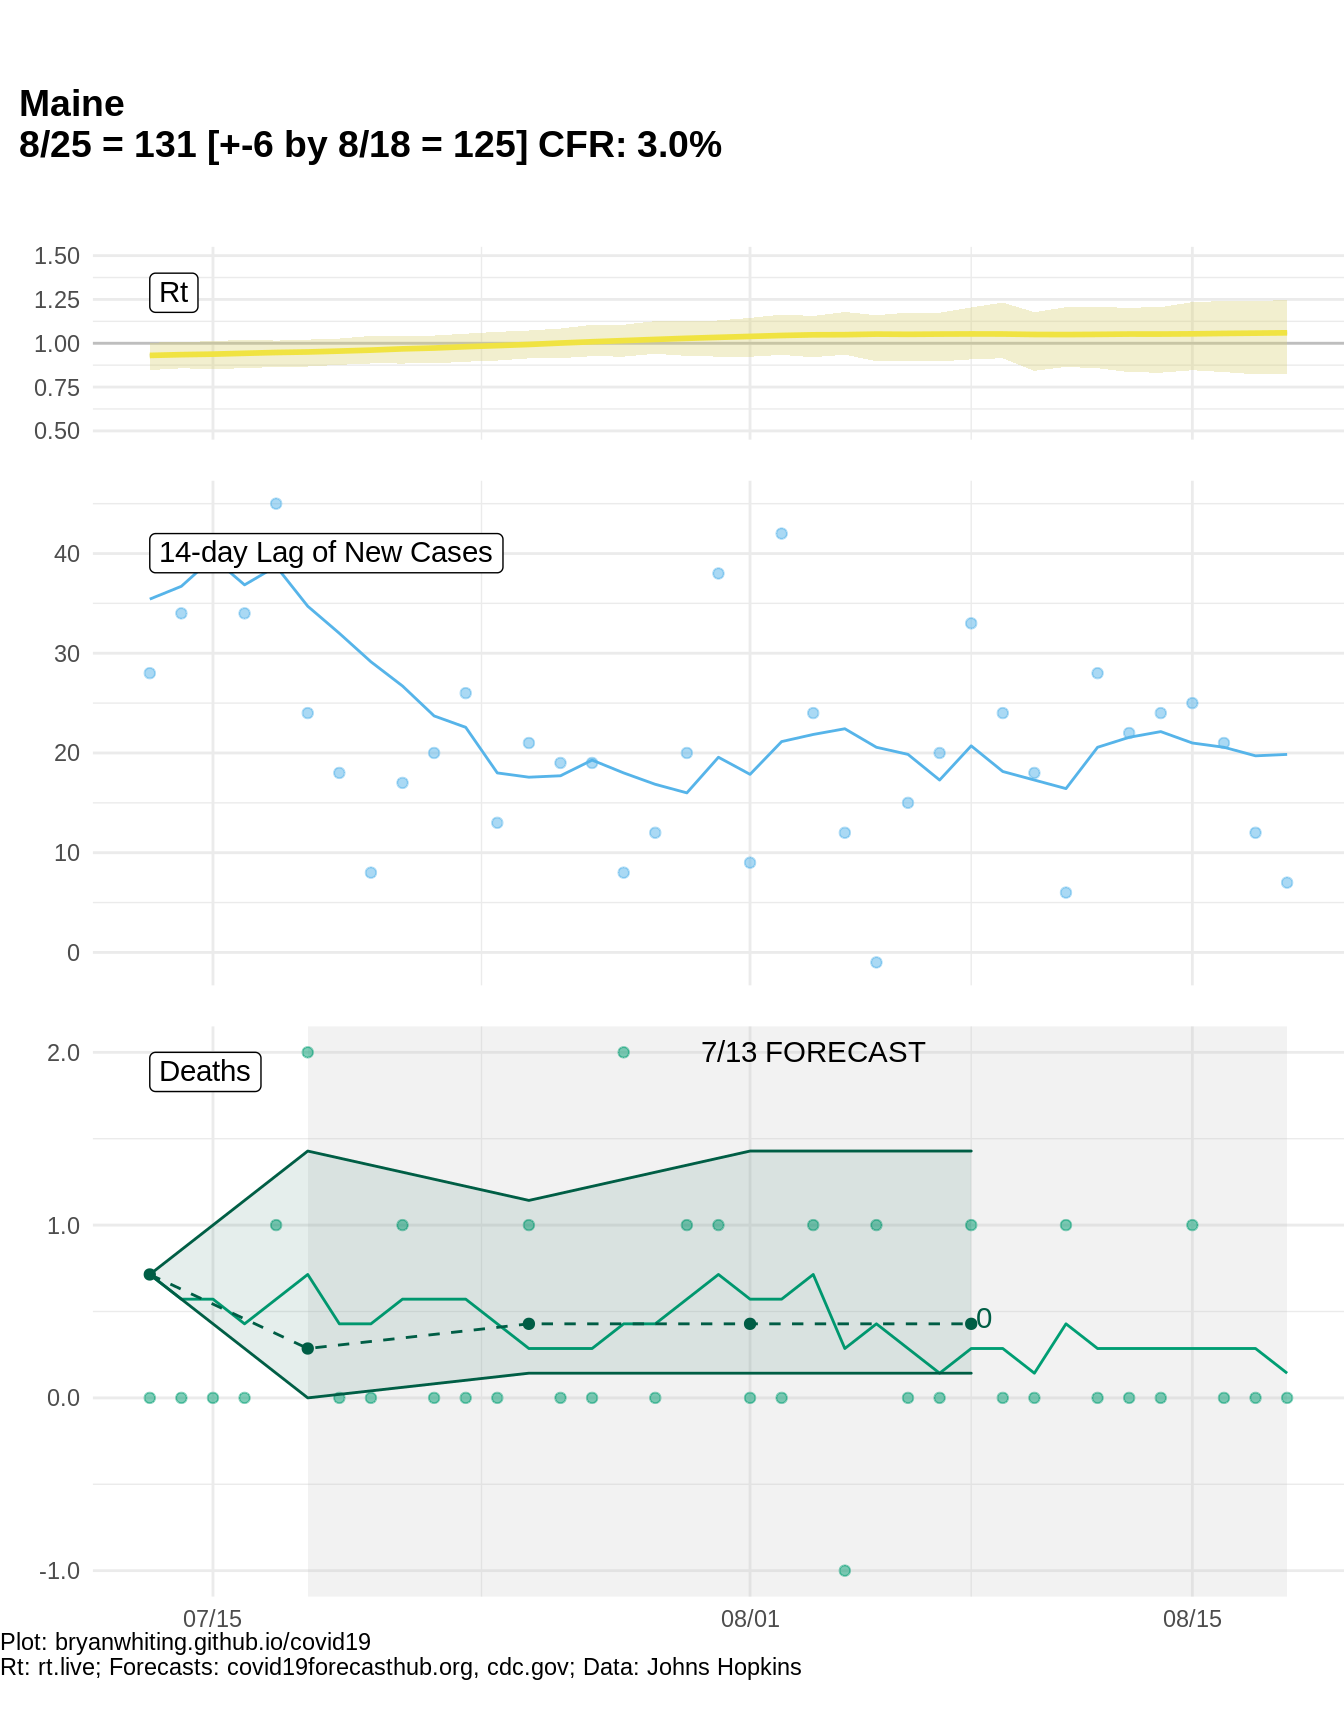 Maine
8/25 = 131 [+-6 by 8/18 = 125] CFR: 3.0%
1.50
Rt
1.25
1.00
0.75
0.50
14-day Lag of New Cases
40
30
20
10
0
2.0
7/13 FORECAST
Deaths
1.0
0
0.0
-1.0
07/15 08/01 08/15
Plot: bryanwhiting.github.io/covid19
Rt: rt.live; Forecasts: covid19forecasthub.org, cdc.gov; Data: Johns Hopkins